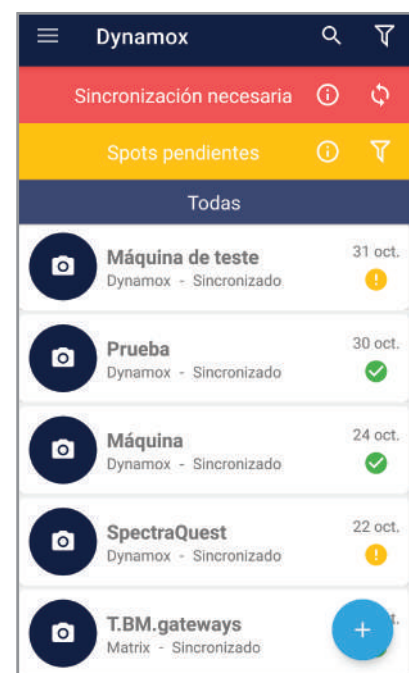 Dynamox
Sincronización necesaria
Spots pendientes
Todas
Máquina de teste
31 oct.
Dynamox - Sincronizado
Prueba
30 oct.
Dynamox - Sincronizado
Máquina
24 oct.
Dynamox - Sincronizado
SpectraQuest
22 oct.
Dynamox - Sincronizado
T.BM.gateways
Matrix - Sincronizado